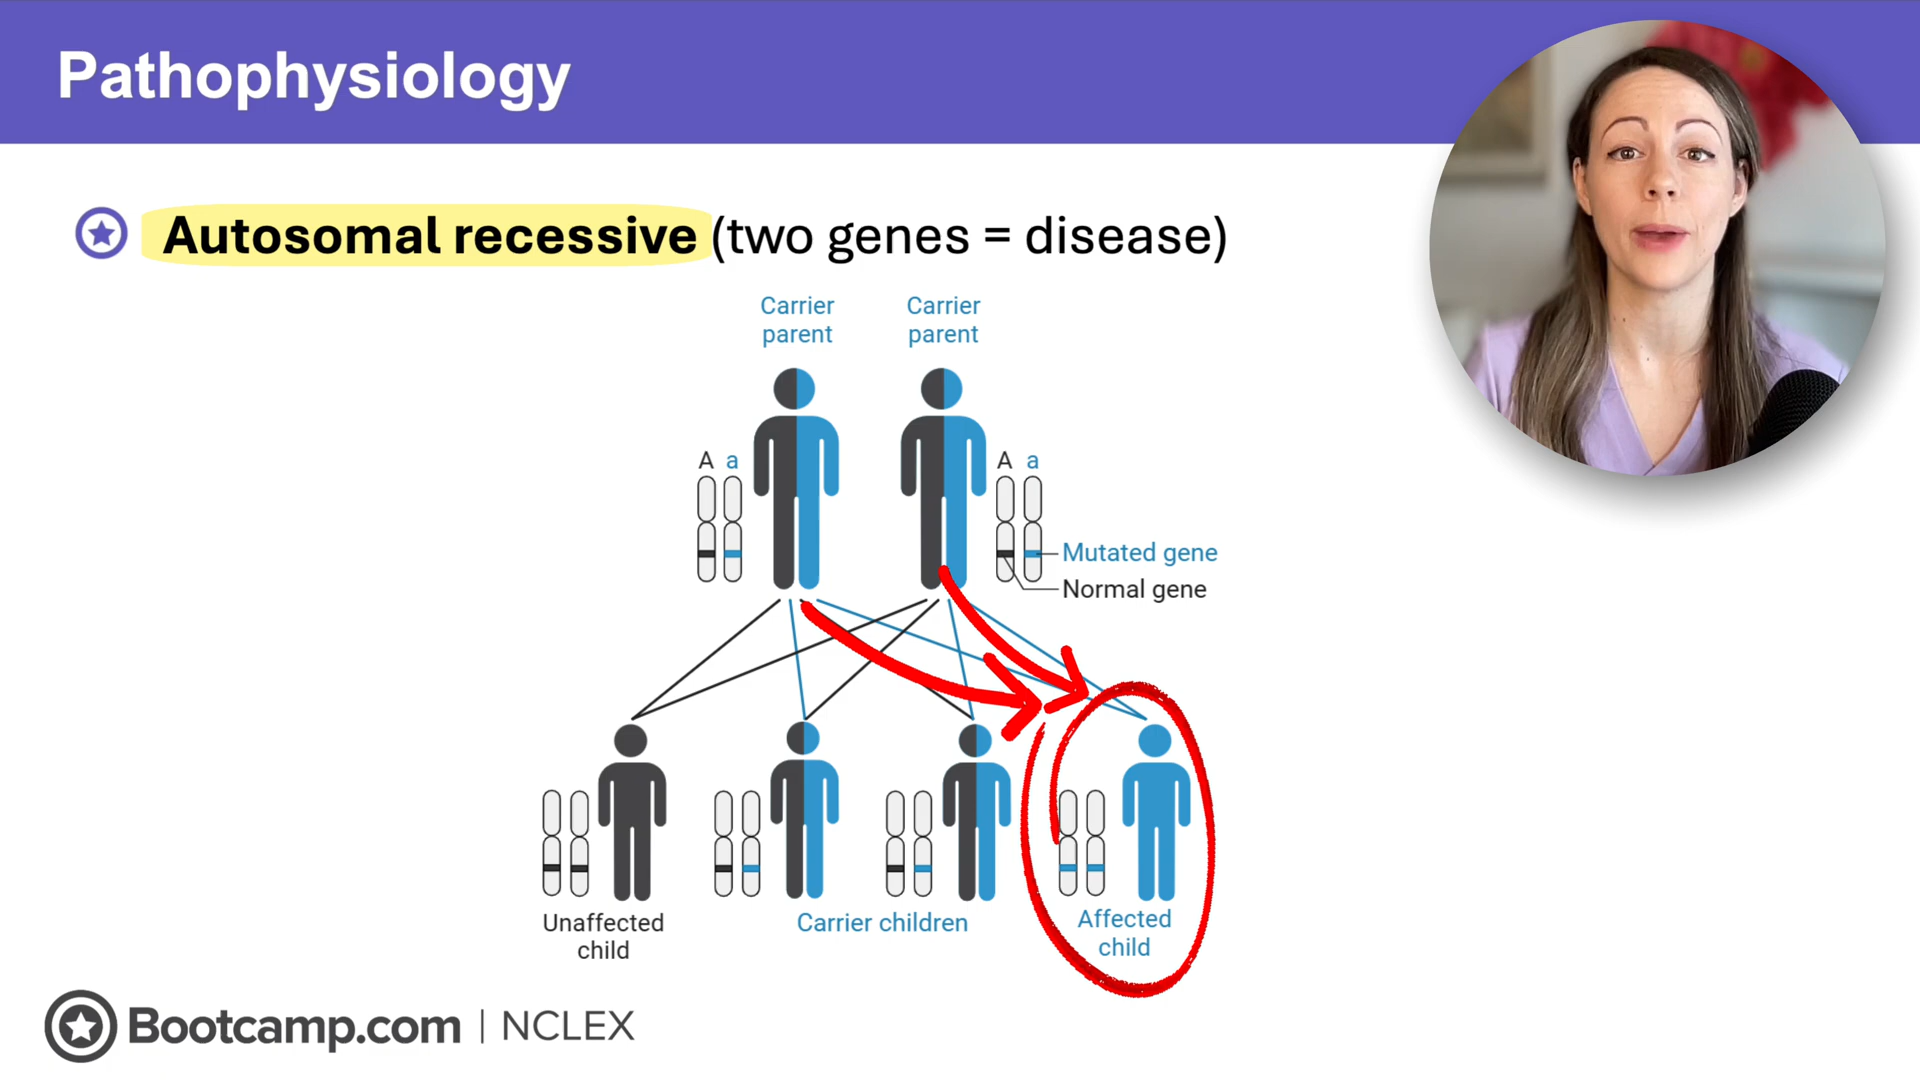 Pathophysiology
Autosomal recessive (two genes = disease)
Carrier
parent
Carrier
parent
A a
A a
Mutated gene
Normal gene
Unaffected
child
Carrier children
Affected
child
Bootcamp.com | NCLEX